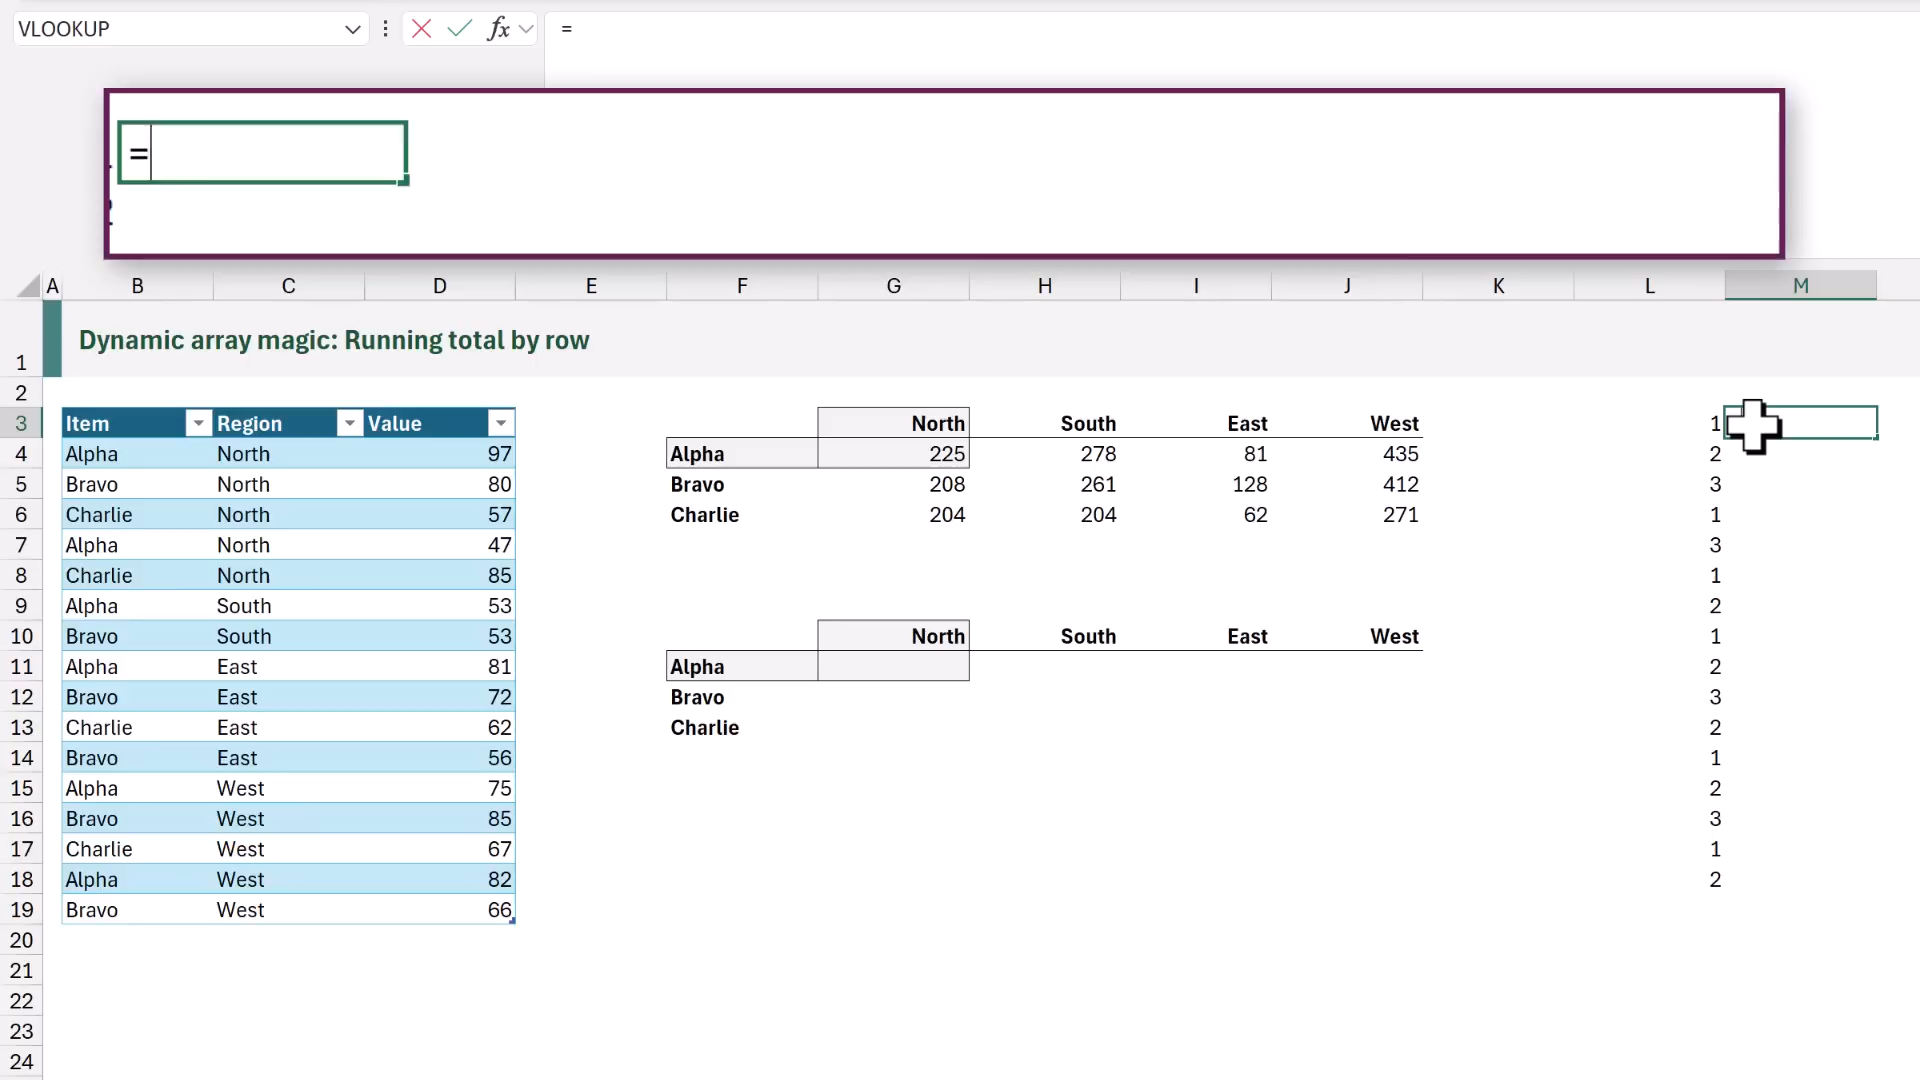 VLOOKUP fx =
=
A B C D E F G H I J K L M
1 Dynamic array magic: Running total by row
2
3 Item Region Value North South East West 1
4 Alpha North 97 Alpha 225 278 81 435 2
5 Bravo North 80 Bravo 208 261 128 412 3
6 Charlie North 57 Charlie 204 204 62 271 1
7 Alpha North 47 3
8 Charlie North 85 1
9 Alpha South 53 2
10 Bravo South 53 North South East West 1
11 Alpha East 81 Alpha 2
12 Bravo East 72 Bravo 3
13 Charlie East 62 Charlie 2
14 Bravo East 56 1
15 Alpha West 75 2
16 Bravo West 85 3
17 Charlie West 67 1
18 Alpha West 82 2
19 Bravo West 66
20
21
22
23
24